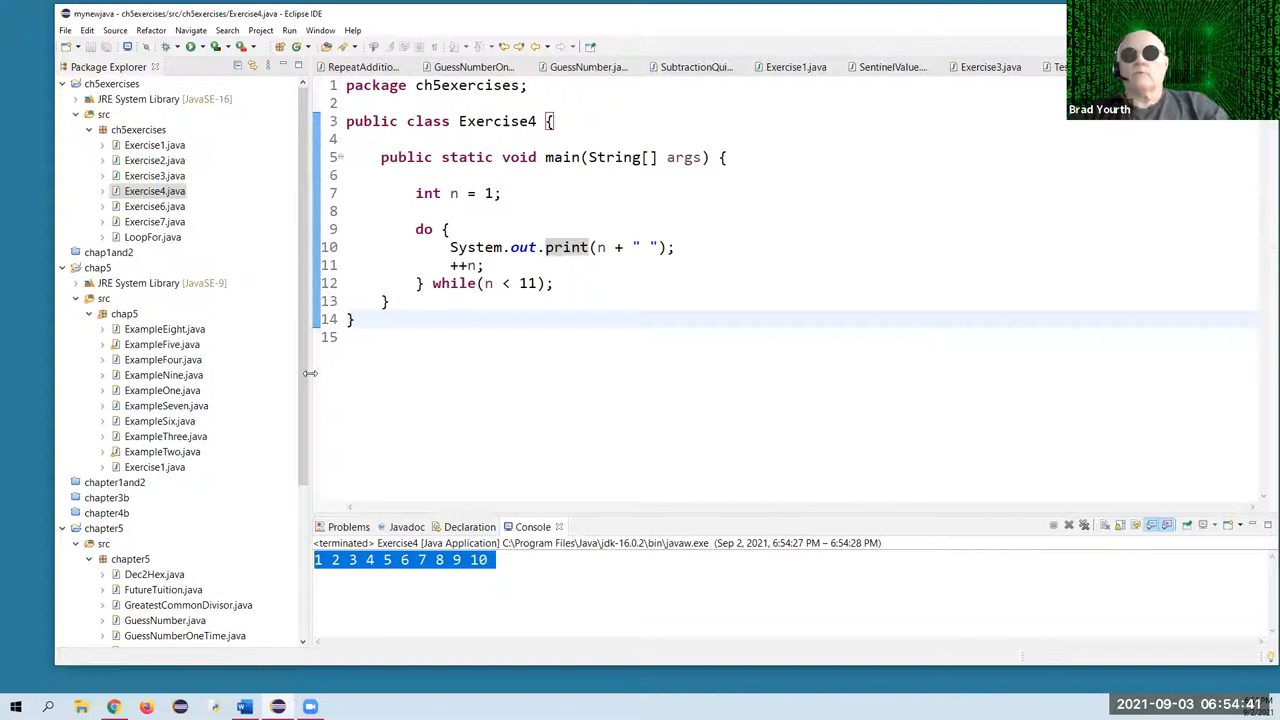 mynewjava - ch5exercises/src/ch5exercises/Exercise4.java - Eclipse IDE
File Edit Source Refactor Navigate Search Project Run Window Help
Package Explorer
ch5exercises
JRE System Library [JavaSE-16]
src
ch5exercises
Exercise1.java
Exercise2.java
Exercise3.java
Exercise4.java
Exercise6.java
Exercise7.java
LoopFor.java
chap1and2
chap5
JRE System Library [JavaSE-9]
src
chap5
ExampleEight.java
ExampleFive.java
ExampleFour.java
ExampleNine.java
ExampleOne.java
ExampleSeven.java
ExampleSix.java
ExampleThree.java
ExampleTwo.java
Exercise1.java
chapter1and2
chapter3b
chapter4b
chapter5
src
chapter5
Dec2Hex.java
FutureTuition.java
GreatestCommonDivisor.java
GuessNumber.java
GuessNumberOneTime.java
RepeatAdditio... GuessNumberOn... GuessNumber.ja... SubtractionQui... Exercise1.java SentinelValue.... Exercise3.java
1 package ch5exercises;
2
3 public class Exercise4 {
4
5 public static void main(String[] args) {
6
7 int n = 1;
8
9 do {
10 System.out.print(n + " ");
11 ++n;
12 } while(n < 11);
13 }
14 }
15
Problems Javadoc Declaration Console
<terminated> Exercise4 [Java Application] C:\Program Files\Java\jdk-16.0.2\bin\javaw.exe (Sep 2, 2021, 6:54:27 PM – 6:54:28 PM)
1 2 3 4 5 6 7 8 9 10
Brad Yourth
2021-09-03 06:54:41